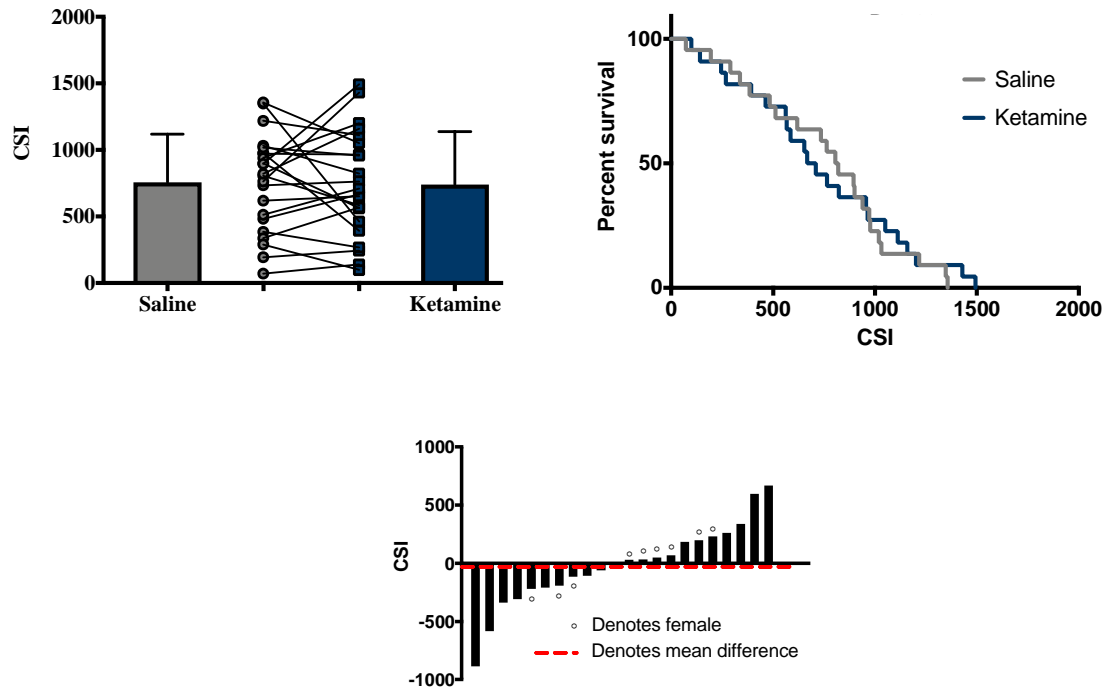 2000
1500
1000
500
0
CSI
Saline
Ketamine
100
50
0
Percent survival
Saline
Ketamine
0
500
1000
1500
2000
CSI
1000
500
0
-500
-1000
CSI
Denotes female
Denotes mean difference